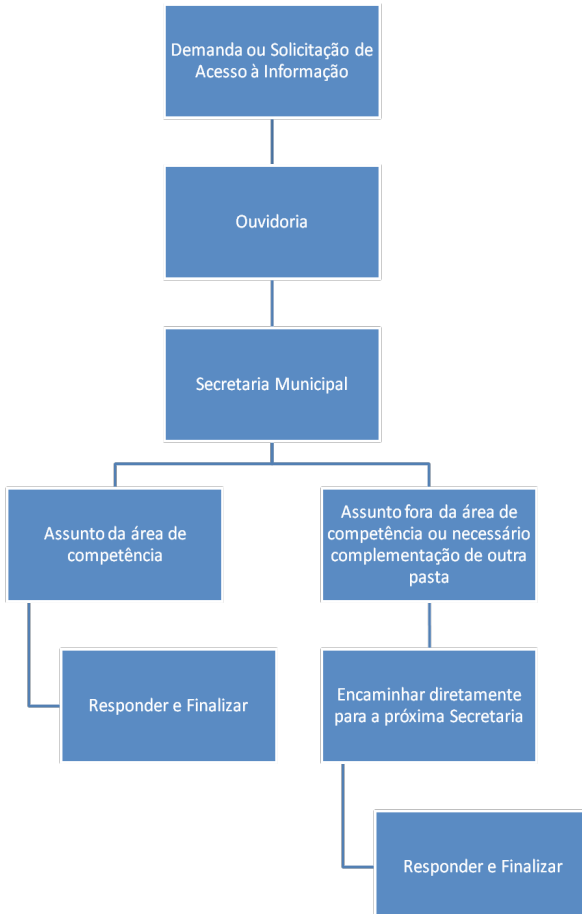 Demanda ou Solicitação de
Acesso à Informação
Ouvidoria
Secretaria Municipal
Assunto da área de
competência
Assunto fora da área de
competência ou necessário
complementação de outra
pasta
Responder e Finalizar
Encaminhar diretamente
para a próxima Secretaria
Responder e Finalizar